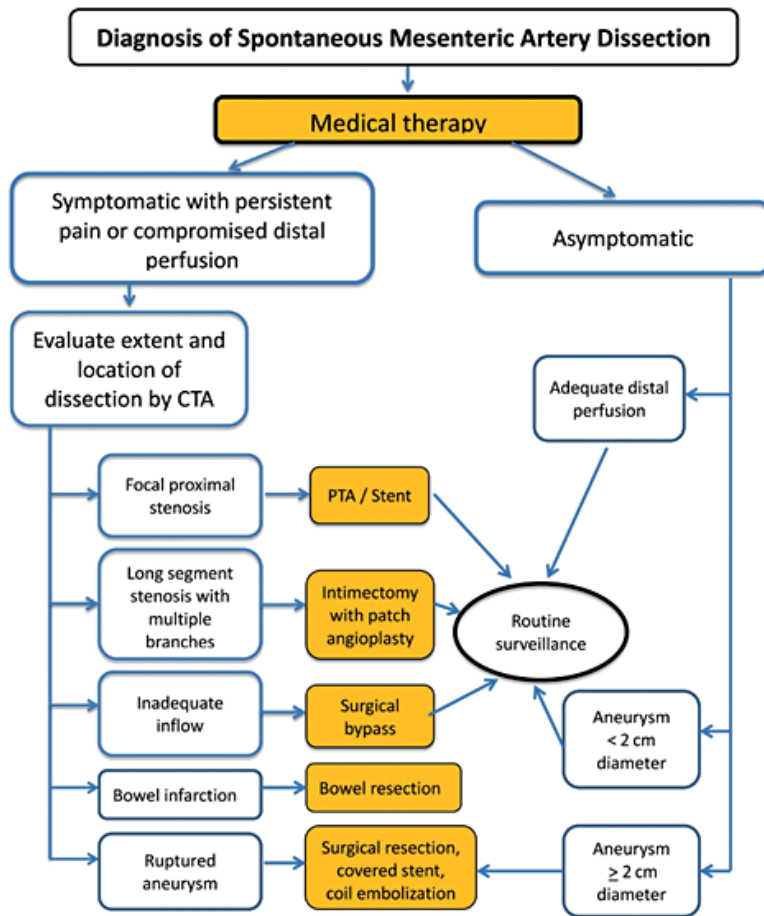 Diagnosis of Spontaneous Mesenteric Artery Dissection
Medical therapy
Symptomatic with persistent
pain or compromised distal
perfusion
Asymptomatic
Evaluate extent and
location of
dissection by CTA
Adequate distal
perfusion
Focal proximal
stenosis
PTA / Stent
Long segment
stenosis with
multiple
branches
Intimectomy
with patch
angioplasty
Routine
surveillance
Inadequate
inflow
Surgical
bypass
Aneurysm
< 2 cm
diameter
Bowel infarction
Bowel resection
Ruptured
aneurysm
Surgical resection,
covered stent,
coil embolization
Aneurysm
≥ 2 cm
diameter